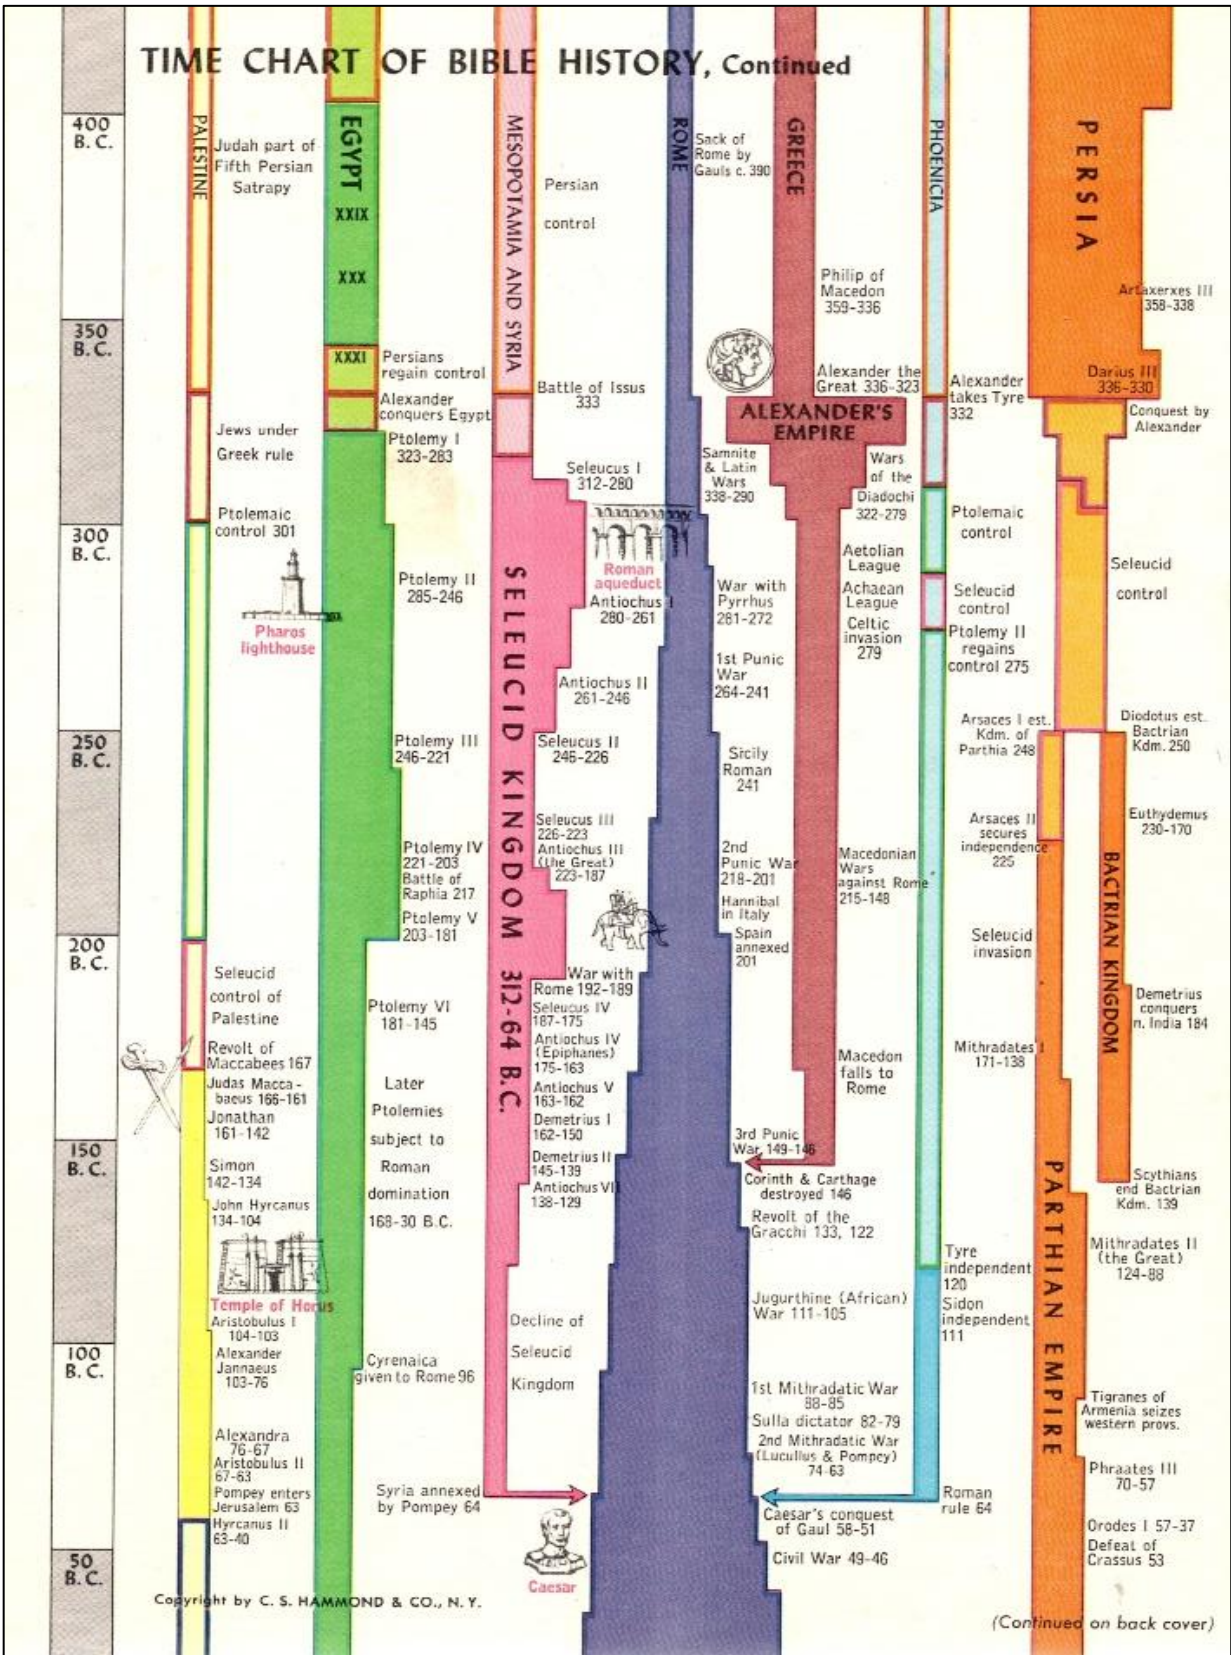 TIME CHART OF BIBLE HISTORY, Continued
400
B.C.
350
B.C.
300
B.C.
250
B.C.
200
B.C.
150
B.C.
100
B.C.
50
B.C.
PALESTINE
Judah part of
Fifth Persian
Satrapy
Jews under
Greek rule
Ptolemaic
control 301
Pharos
lighthouse
Seleucid
control of
Palestine
Revolt of
Maccabees 167
Judas Macca-
baeus 166-161
Jonathan
161-142
Simon
142-134
John Hyrcanus
134-104
Temple of Horus
Aristobulus I
104-103
Alexander
Jannaeus
103-76
Alexandra
76-67
Aristobulus II
67-63
Pompey enters
Jerusalem 63
Hyrcanus II
63-40
EGYPT
XXIX
XXX
XXXI
Persians
regain control
Alexander
conquers Egypt
Ptolemy I
323-283
Ptolemy II
285-246
Ptolemy III
246-221
Ptolemy IV
221-203
Battle of
Raphia 217
Ptolemy V
203-181
Ptolemy VI
181-145
Later
Ptolemies
subject to
Roman
domination
168-30 B.C.
Cyrenaica
given to Rome 96
MESOPOTAMIA AND SYRIA
Persian
control
Battle of Issus
333
Seleucus I
312-280
SELEUCID KINGDOM 312-64 B.C.
Antiochus I
280-261
Antiochus II
261-246
Seleucus II
246-226
Seleucus III
226-223
Antiochus III
(the Great)
223-187
War with
Rome 192-189
Seleucus IV
187-175
Antiochus IV
(Epiphanes)
175-163
Antiochus V
163-162
Demetrius I
162-150
Demetrius II
145-139
Antiochus VII
138-129
Decline of
Seleucid
Kingdom
Syria annexed
by Pompey 64
ROME
Sack of
Rome by
Gauls c. 390
Samnite
& Latin
Wars
338-290
Roman
aqueduct
War with
Pyrrhus
281-272
1st Punic
War
264-241
Sicily
Roman
241
2nd
Punic War
218-201
Hannibal
in Italy
Spain
annexed
201
3rd Punic
War 149-146
Corinth & Carthage
destroyed 146
Revolt of the
Gracchi 133, 122
Jugurthine (African)
War 111-105
1st Mithradatic War
88-85
Sulla dictator 82-79
2nd Mithradatic War
(Lucullus & Pompey)
74-63
Caesar's conquest
of Gaul 58-51
Civil War 49-46
Caesar
GREECE
Philip of
Macedon
359-336
Alexander the
Great 336-323
ALEXANDER'S
EMPIRE
Wars
of the
Diadochi
322-279
Aetolian
League
Achaean
League
Celtic
invasion
279
Macedonian
Wars
against Rome
215-148
Macedon
falls to
Rome
PHOENICIA
Alexander
takes Tyre
332
Ptolemaic
control
Seleucid
control
Ptolemy II
regains
control 275
Tyre
independent
120
Sidon
independent
111
Roman
rule 64
PERSIA
Artaxerxes III
358-338
Darius III
336-330
Conquest by
Alexander
Seleucid
control
Arsaces I est.
Kdm. of
Parthia 248
Diodotus est.
Bactrian
Kdm. 250
Arsaces II
secures
independence
225
Euthydemus
230-170
BACTRIAN KINGDOM
Seleucid
invasion
Demetrius
conquers
n. India 184
Mithradates I
171-138
Scythians
end Bactrian
Kdm. 139
PARTHIAN EMPIRE
Mithradates II
(the Great)
124-88
Tigranes of
Armenia seizes
western provs.
Phraates III
70-57
Orodes I 57-37
Defeat of
Crassus 53
Copyright by C. S. HAMMOND & CO., N. Y.
(Continued on back cover)